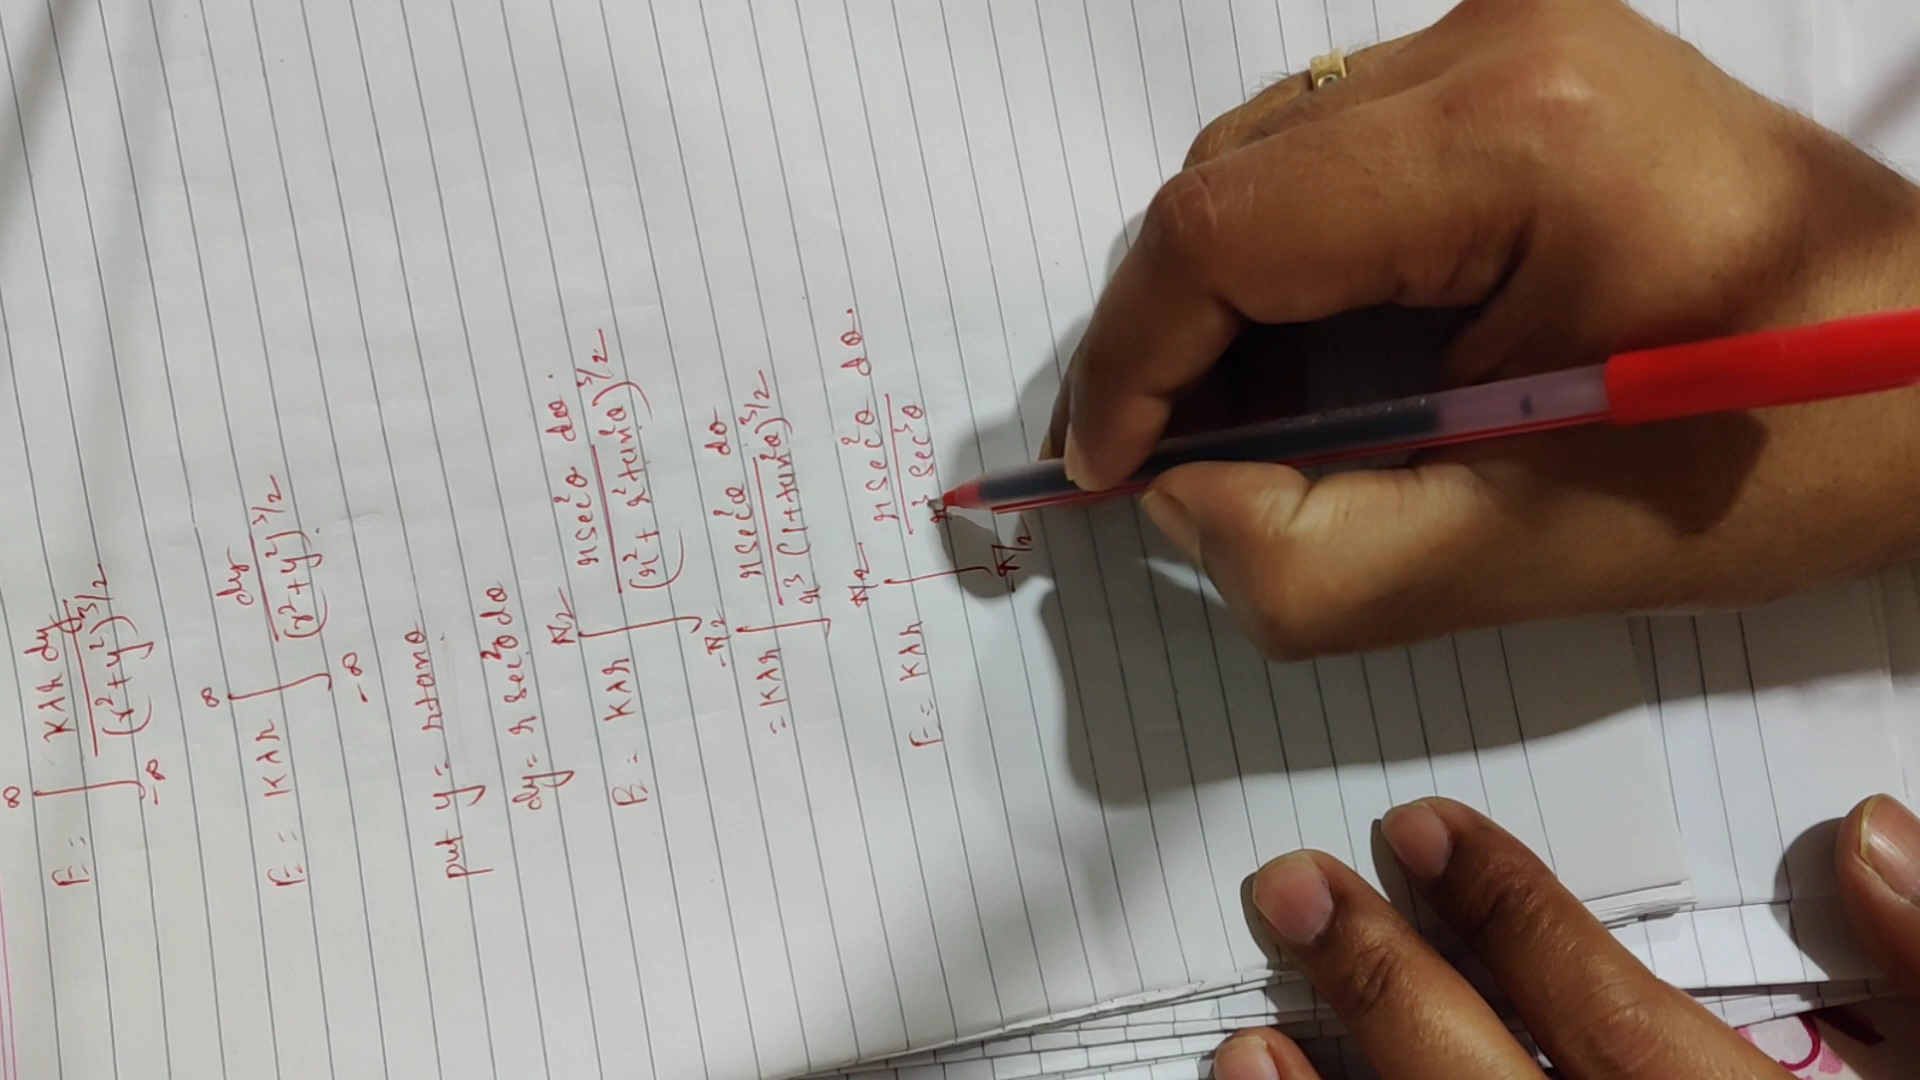 E = ∫_{-∞}^{∞} Kλr dy / (r²+y²)^{3/2}
E = Kλr ∫_{-∞}^{∞} dy / (r²+y²)^{3/2}
put y = r tanθ
dy = r sec²θ dθ
E = Kλr ∫_{-π/2}^{π/2} r sec²θ dθ. / (r² + r² tan²θ)^{3/2}
= Kλr ∫ r sec²θ dθ / r³ (1+tan²θ)^{3/2}
E = Kλr ∫_{-π/2}^{π/2} r sec²θ / r³ sec³θ dθ.